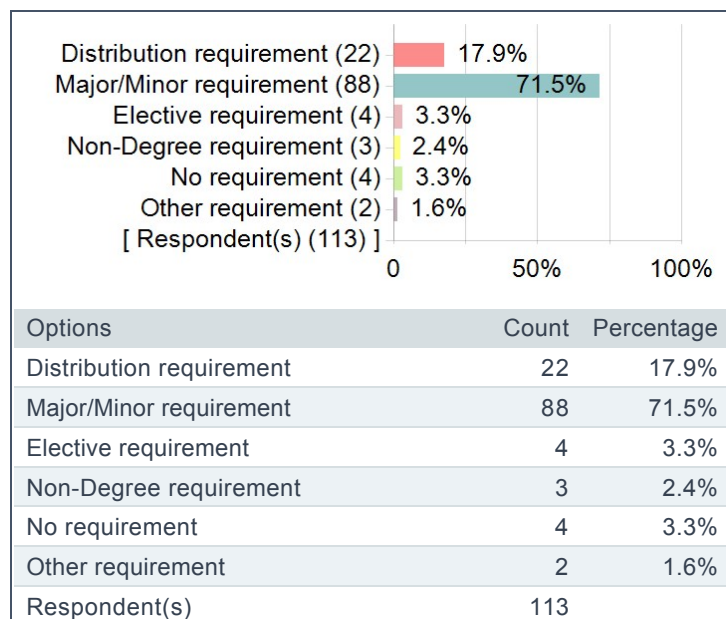 Distribution requirement (22) 17.9%
Major/Minor requirement (88) 71.5%
Elective requirement (4) 3.3%
Non-Degree requirement (3) 2.4%
No requirement (4) 3.3%
Other requirement (2) 1.6%
[ Respondent(s) (113) ]
0 50% 100%
Options Count Percentage
Distribution requirement 22 17.9%
Major/Minor requirement 88 71.5%
Elective requirement 4 3.3%
Non-Degree requirement 3 2.4%
No requirement 4 3.3%
Other requirement 2 1.6%
Respondent(s) 113